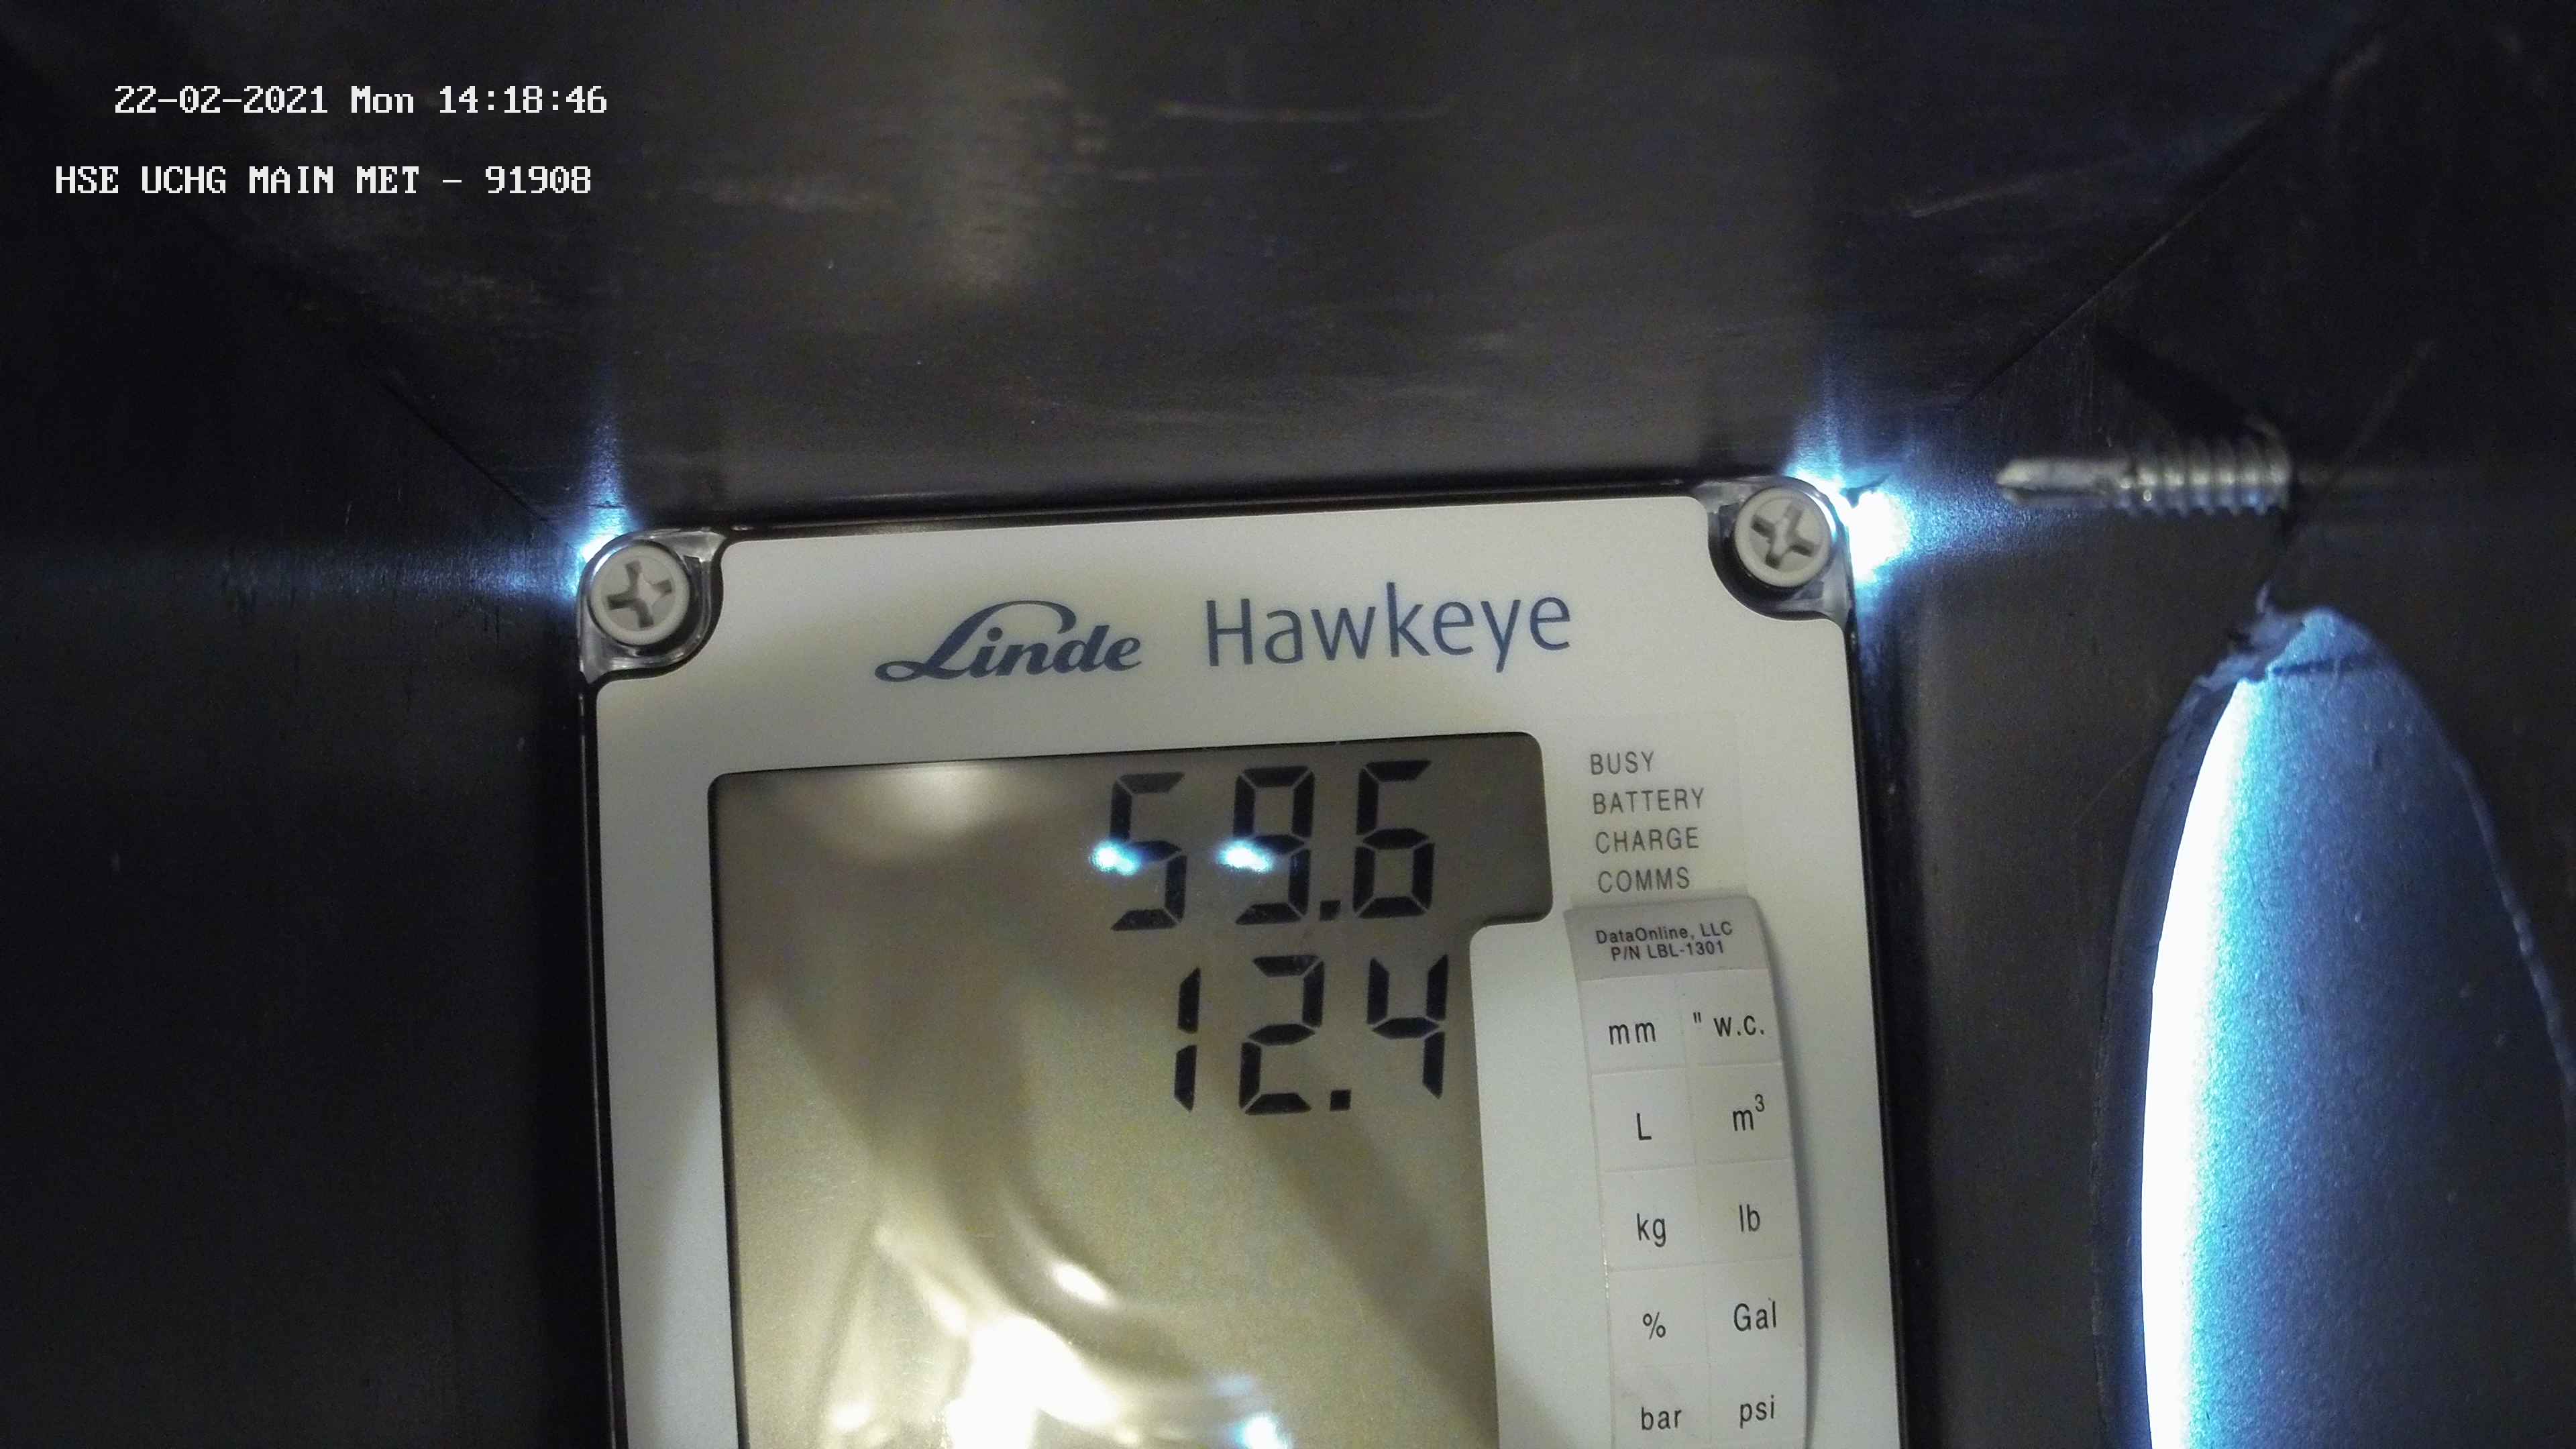 22-02-2021 Mon 14:18:46
HSE UCHG MAIN MET - 91908
Linde Hawkeye
59.6
12.4
BUSY
BATTERY
CHARGE
COMMS
DataOnline, LLC
P/N LBL-1301
mm " w.c.
L m³
kg lb
% Gal
bar psi